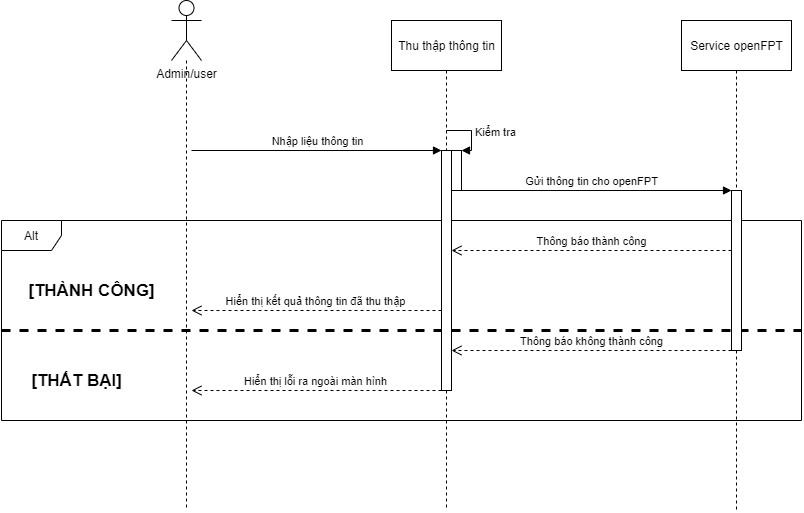 Admin/user
Thu thập thông tin
Service openFPT
Kiểm tra
Nhập liệu thông tin
Gửi thông tin cho openFPT
Alt
Thông báo thành công
[THÀNH CÔNG]
Hiển thị kết quả thông tin đã thu thập
Thông báo không thành công
[THẤT BẠI]
Hiển thị lỗi ra ngoài màn hình